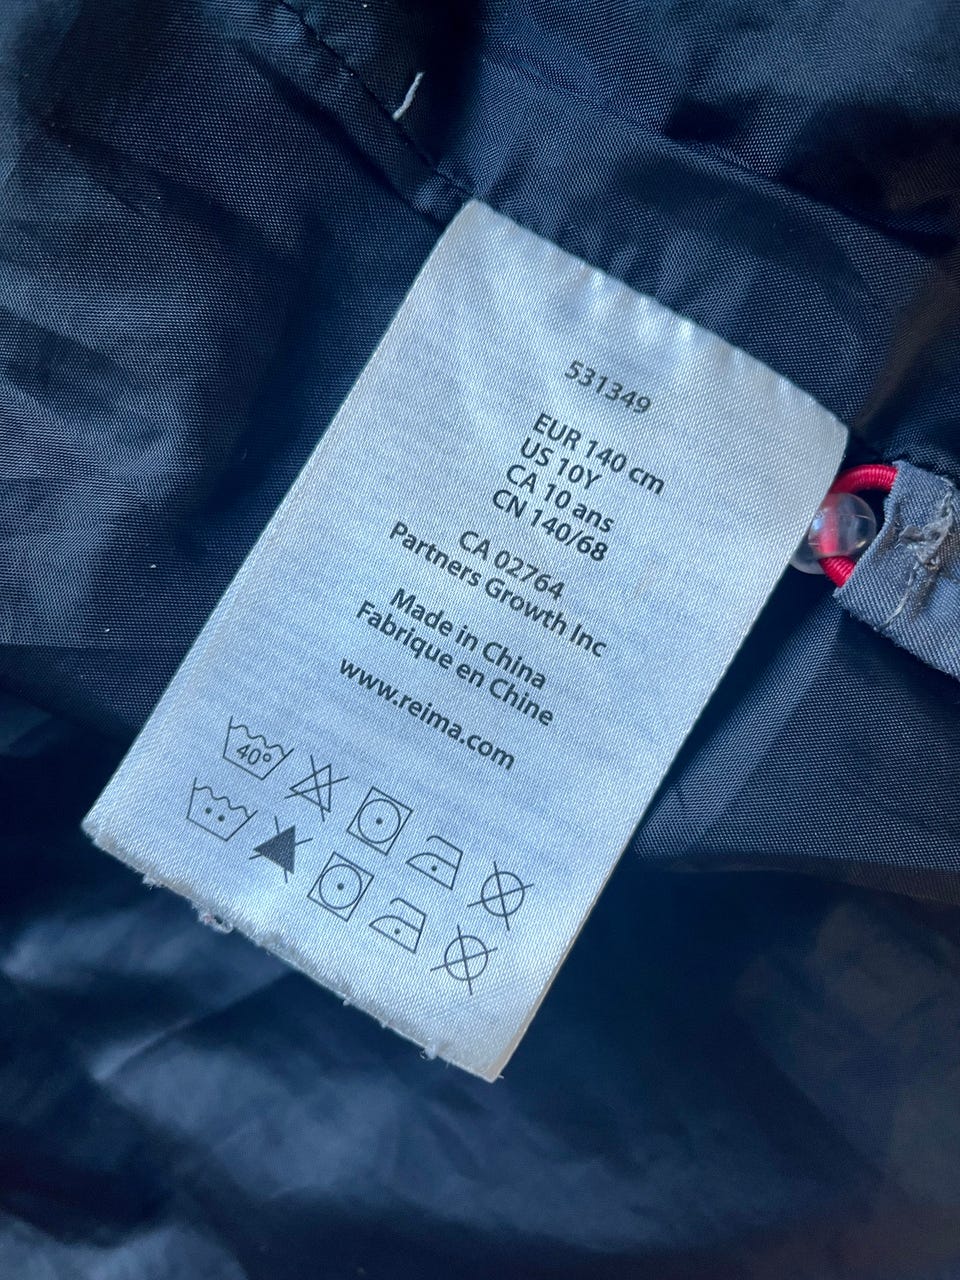 531349
EUR 140 cm
US 10Y
CA 10 ans
CN 140/68
CA 02764
Partners Growth Inc
Made in China
Fabrique en Chine
www.reima.com
40°